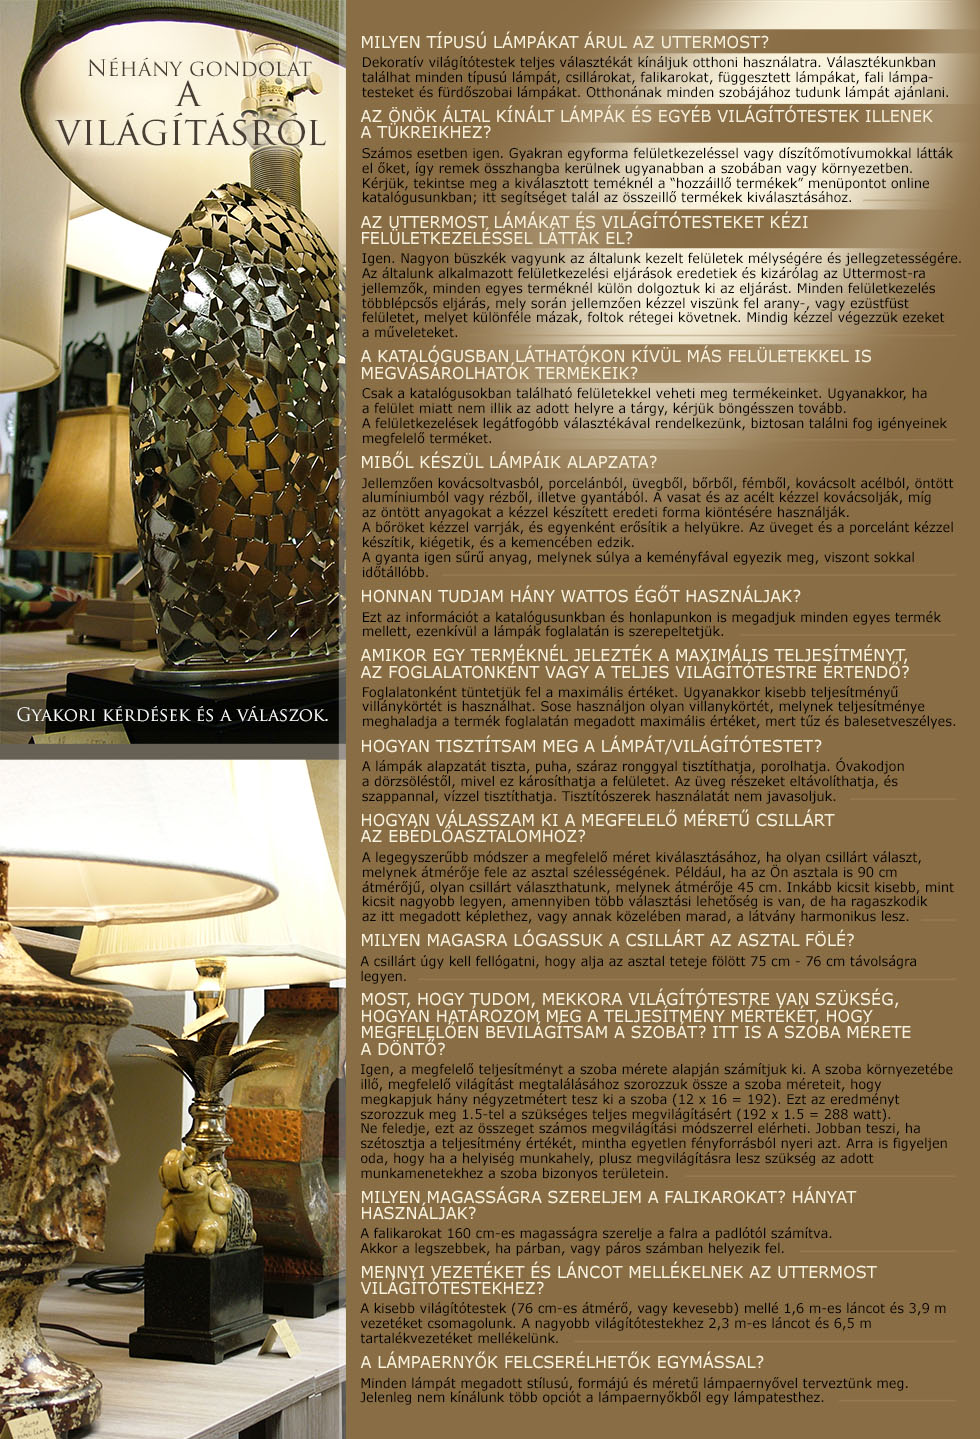 NÉHÁNY GONDOLAT
A
VILÁGÍTÁSRÓL
GYAKORI KÉRDÉSEK ÉS A VÁLASZOK.
MILYEN TÍPUSÚ LÁMPÁKAT ÁRUL AZ UTTERMOST?
Dekoratív világítótestek teljes választékát kínáljuk otthoni használatra. Választékunkban
találhat minden típusú lámpát, csillárokat, falikarokat, függesztett lámpákat, fali lámpa-
testeket és fürdőszobai lámpákat. Otthonának minden szobájához tudunk lámpát ajánlani.
AZ ÖNÖK ÁLTAL KÍNÁLT LÁMPÁK ÉS EGYÉB VILÁGÍTÓTESTEK ILLENEK
A TÜKREIKHEZ?
Számos esetben igen. Gyakran egyforma felületkezeléssel vagy díszítőmotívumokkal látták
el őket, így remek összhangba kerülnek ugyanabban a szobában vagy környezetben.
Kérjük, tekintse meg a kiválasztott teméknél a "hozzáillő termékek" menüpontot online
katalógusunkban; itt segítséget talál az összeillő termékek kiválasztásához.
AZ UTTERMOST LÁMÁKAT ÉS VILÁGÍTÓTESTEKET KÉZI
FELÜLETKEZELÉSSEL LÁTTÁK EL?
Igen. Nagyon büszkék vagyunk az általunk kezelt felületek mélységére és jellegzetességére.
Az általunk alkalmazott felületkezelési eljárások eredetiek és kizárólag az Uttermost-ra
jellemzők, minden egyes terméknél külön dolgoztuk ki az eljárást. Minden felületkezelés
többlépcsős eljárás, mely során jellemzően kézzel viszünk fel arany-, vagy ezüstfüst
felületet, melyet különféle mázak, foltok rétegei követnek. Mindig kézzel végezzük ezeket
a műveleteket.
A KATALÓGUSBAN LÁTHATÓKON KÍVÜL MÁS FELÜLETEKKEL IS
MEGVÁSÁROLHATÓK TERMÉKEIK?
Csak a katalógusokban található felületekkel veheti meg termékeinket. Ugyanakkor, ha
a felület miatt nem illik az adott helyre a tárgy, kérjük böngésszen tovább.
A felületkezelések legátfogóbb választékával rendelkezünk, biztosan találni fog igényeinek
megfelelő terméket.
MIBŐL KÉSZÜL LÁMPÁIK ALAPZATA?
Jellemzően kovácsoltvasból, porcelánból, üvegből, bőrből, fémből, kovácsolt acélból, öntött
alumíniumból vagy rézből, illetve gyantából. A vasat és az acélt kézzel kovácsolják, míg
az öntött anyagokat a kézzel készített eredeti forma kiöntésére használják.
A bőröket kézzel varrják, és egyenként erősítik a helyükre. Az üveget és a porcelánt kézzel
készítik, kiégetik, és a kemencében edzik.
A gyanta igen sűrű anyag, melynek súlya a keményfával egyezik meg, viszont sokkal
időtállóbb.
HONNAN TUDJAM HÁNY WATTOS ÉGŐT HASZNÁLJAK?
Ezt az információt a katalógusunkban és honlapunkon is megadjuk minden egyes termék
mellett, ezenkívül a lámpák foglalatán is szerepeltetjük.
AMIKOR EGY TERMÉKNÉL JELEZTÉK A MAXIMÁLIS TELJESÍTMÉNYT,
AZ FOGLALATONKÉNT VAGY A TELJES VILÁGÍTÓTESTRE ÉRTENDŐ?
Foglalatonként tüntetjük fel a maximális értéket. Ugyanakkor kisebb teljesítményű
villánykörtét is használhat. Sose használjon olyan villanykörtét, melynek teljesítménye
meghaladja a termék foglalatán megadott maximális értéket, mert tűz és balesetveszélyes.
HOGYAN TISZTÍTSAM MEG A LÁMPÁT/VILÁGÍTÓTESTET?
A lámpák alapzatát tiszta, puha, száraz ronggyal tisztíthatja, porolhatja. Óvakodjon
a dörzsöléstől, mivel ez károsíthatja a felületet. Az üveg részeket eltávolíthatja, és
szappannal, vízzel tisztíthatja. Tisztítószerek használatát nem javasoljuk.
HOGYAN VÁLASSZAM KI A MEGFELELŐ MÉRETŰ CSILLÁRT
AZ EBÉDLŐASZTALOMHOZ?
A legegyszerűbb módszer a megfelelő méret kiválasztásához, ha olyan csillárt választ,
melynek átmérője fele az asztal szélességének. Például, ha az Ön asztala is 90 cm
átmérőjű, olyan csillárt választhatunk, melynek átmérője 45 cm. Inkább kicsit kisebb, mint
kicsit nagyobb legyen, amennyiben több választási lehetőség is van, de ha ragaszkodik
az itt megadott képlethez, vagy annak közelében marad, a látvány harmonikus lesz.
MILYEN MAGASRA LÓGASSUK A CSILLÁRT AZ ASZTAL FÖLÉ?
A csillárt úgy kell fellógatni, hogy alja az asztal teteje fölött 75 cm - 76 cm távolságra
legyen.
MOST, HOGY TUDOM, MEKKORA VILÁGÍTÓTESTRE VAN SZÜKSÉG,
HOGYAN HATÁROZOM MEG A TELJESÍTMÉNY MÉRTÉKÉT, HOGY
MEGFELELŐEN BEVILÁGÍTSAM A SZOBÁT? ITT IS A SZOBA MÉRETE
A DÖNTŐ?
Igen, a megfelelő teljesítményt a szoba mérete alapján számítjuk ki. A szoba környezetébe
illő, megfelelő világítást megtalálásához szorozzuk össze a szoba méreteit, hogy
megkapjuk hány négyzetmétert tesz ki a szoba (12 x 16 = 192). Ezt az eredményt
szorozzuk meg 1.5-tel a szükséges teljes megvilágításért (192 x 1.5 = 288 watt).
Ne feledje, ezt az összeget számos megvilágítási módszerrel elérheti. Jobban teszi, ha
szétosztja a teljesítmény értékét, mintha egyetlen fényforrásból nyeri azt. Arra is figyeljen
oda, hogy ha a helyiség munkahely, plusz megvilágításra lesz szükség az adott
munkamenetekhez a szoba bizonyos területein.
MILYEN MAGASSÁGRA SZERELJEM A FALIKAROKAT? HÁNYAT
HASZNÁLJAK?
A falikarokat 160 cm-es magasságra szerelje a falra a padlótól számítva.
Akkor a legszebbek, ha párban, vagy páros számban helyezik fel.
MENNYI VEZETÉKET ÉS LÁNCOT MELLÉKELNEK AZ UTTERMOST
VILÁGÍTÓTESTEKHEZ?
A kisebb világítótestek (76 cm-es átmérő, vagy kevesebb) mellé 1,6 m-es láncot és 3,9 m
vezetéket csomagolunk. A nagyobb világítótestekhez 2,3 m-es láncot és 6,5 m
tartalékvezetéket mellékelünk.
A LÁMPAERNYŐK FELCSERÉLHETŐK EGYMÁSSAL?
Minden lámpát megadott stílusú, formájú és méretű lámpaernyővel terveztünk meg.
Jelenleg nem kínálunk több opciót a lámpaernyőkből egy lámpatesthez.